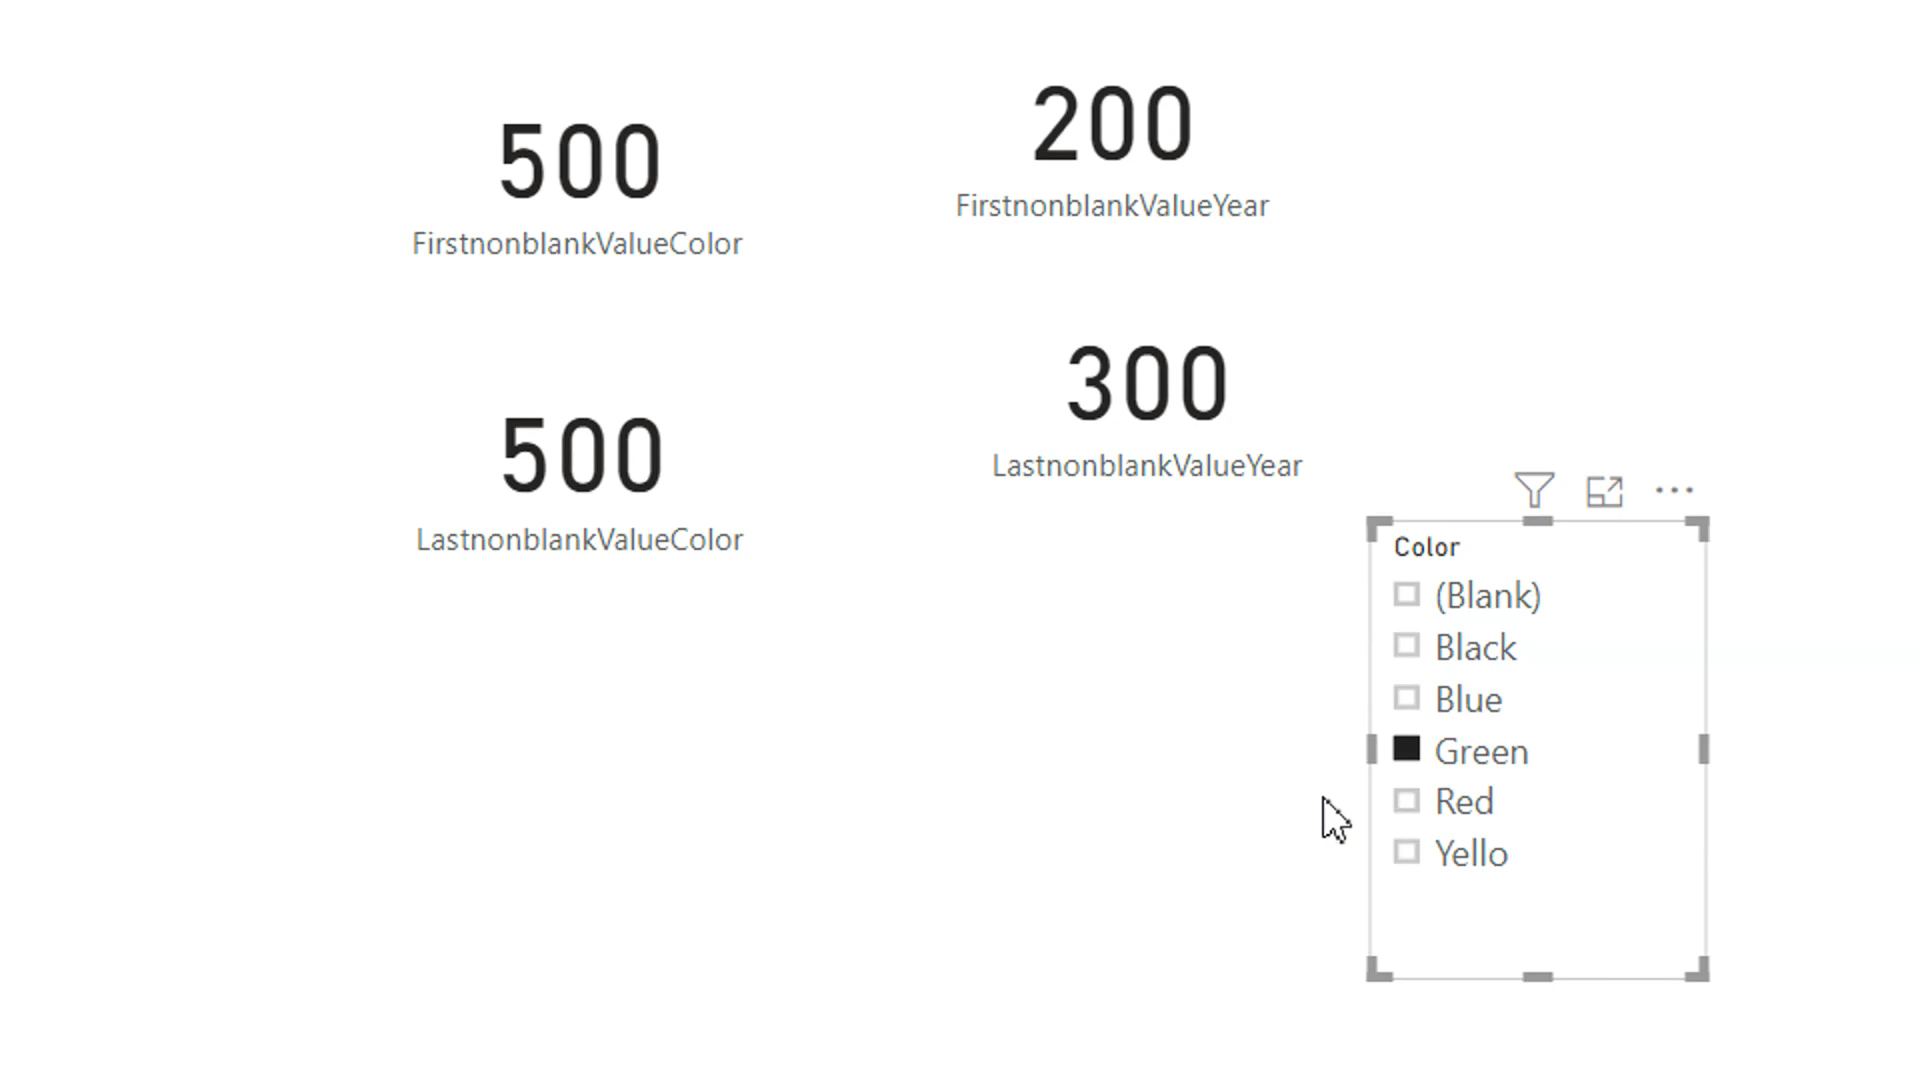 500
FirstnonblankValueColor
200
FirstnonblankValueYear
500
LastnonblankValueColor
300
LastnonblankValueYear
Color
(Blank)
Black
Blue
Green
Red
Yello